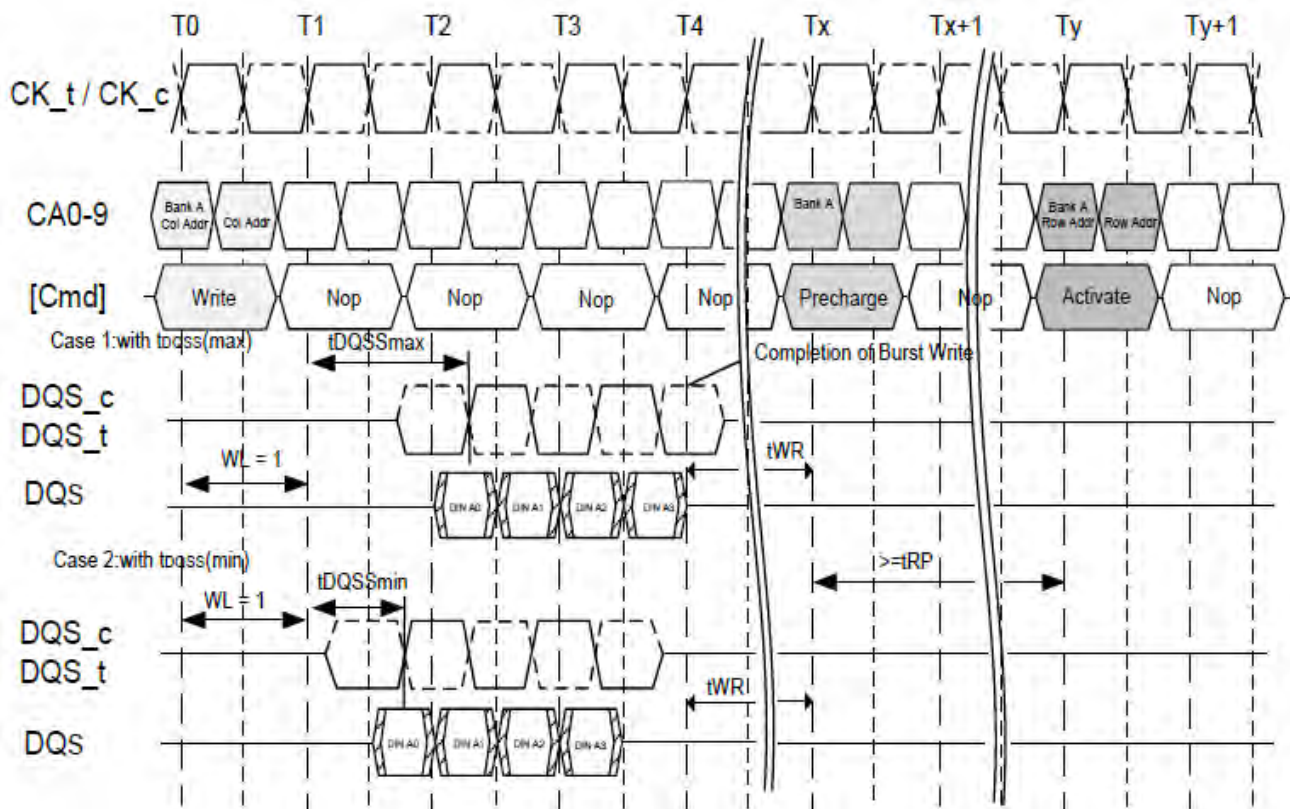 T0 T1 T2 T3 T4 Tx Tx+1 Ty Ty+1
CK_t / CK_c
CA0-9
Bank A
Col Addr
Col Addr
Bank A
Bank A
Row Addr
Row Addr
[Cmd] Write Nop Nop Nop Nop Precharge Nop Activate Nop
Case 1:with tDQSS(max)
tDQSSmax
Completion of Burst Write
DQS_c
DQS_t
WL = 1
tWR
DQS
DIN A0 DIN A1 DIN A2 DIN A3
Case 2:with tDQSS(min)
tDQSSmin
>=tRP
WL = 1
DQS_c
DQS_t
tWR
DQS
DIN A0 DIN A1 DIN A2 DIN A3